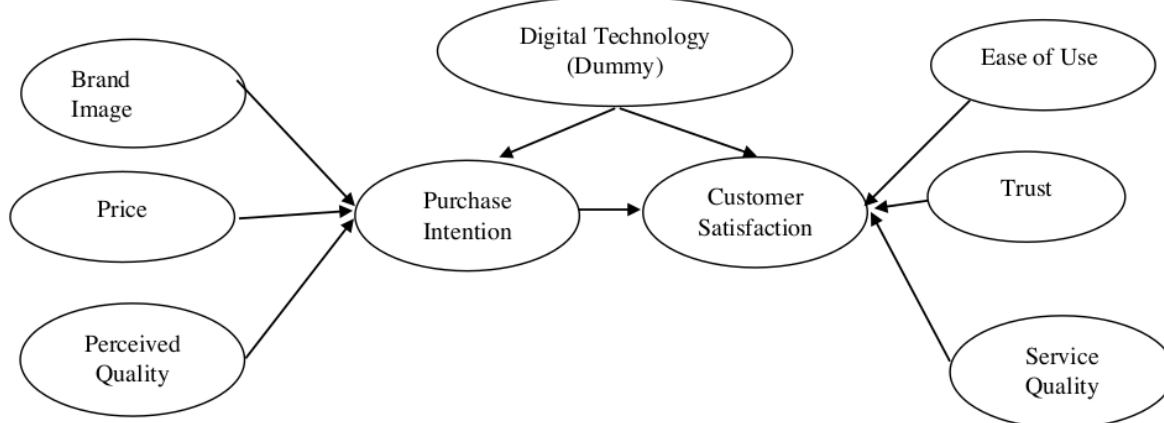 Digital Technology
(Dummy)
Brand
Image
Ease of Use
Price
Purchase
Intention
Customer
Satisfaction
Trust
Perceived
Quality
Service
Quality